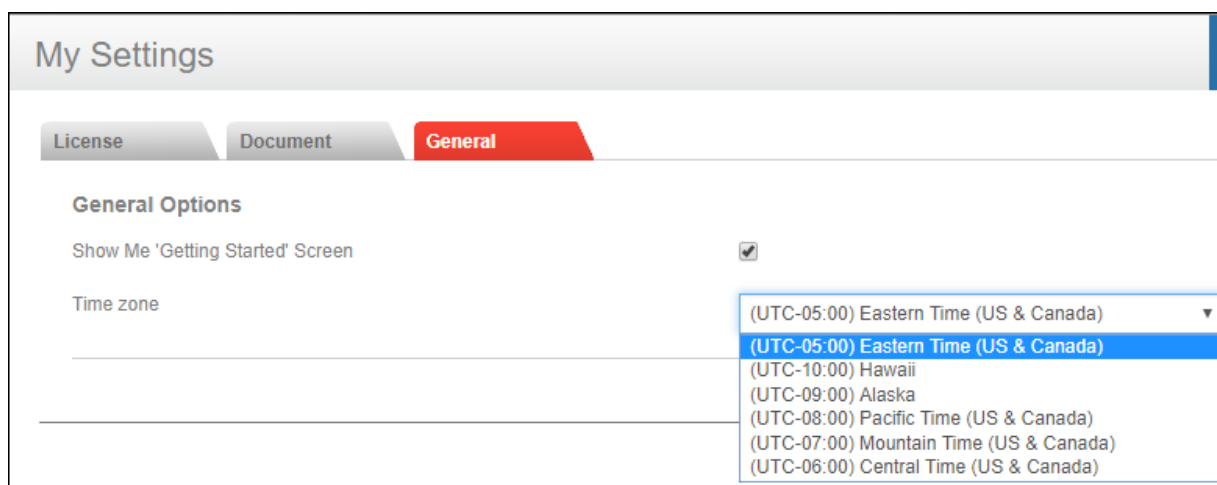 My Settings
License
Document
General
General Options
Show Me 'Getting Started' Screen
Time zone
(UTC-05:00) Eastern Time (US & Canada)
(UTC-05:00) Eastern Time (US & Canada)
(UTC-10:00) Hawaii
(UTC-09:00) Alaska
(UTC-08:00) Pacific Time (US & Canada)
(UTC-07:00) Mountain Time (US & Canada)
(UTC-06:00) Central Time (US & Canada)